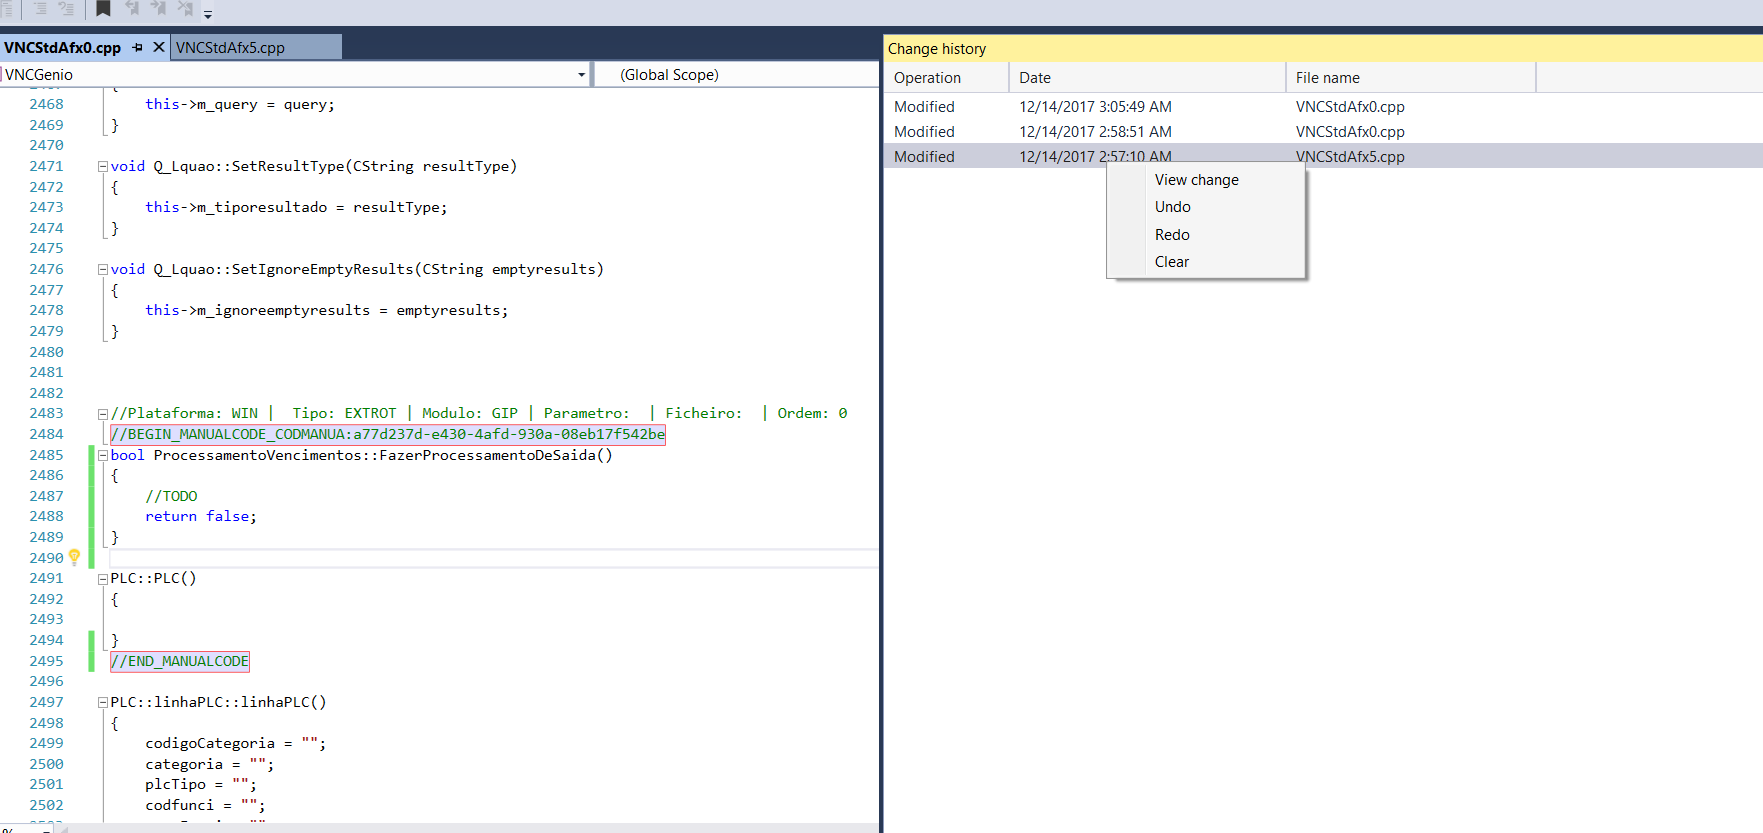 VNCStdAfx0.cpp VNCStdAfx5.cpp
VNCGenio (Global Scope)
{
2468 this->m_query = query;
2469 }
2470
2471 void Q_Lquao::SetResultType(CString resultType)
2472 {
2473 this->m_tiporesultado = resultType;
2474 }
2475
2476 void Q_Lquao::SetIgnoreEmptyResults(CString emptyresults)
2477 {
2478 this->m_ignoreemptyresults = emptyresults;
2479 }
2480
2481
2482
2483 //Plataforma: WIN | Tipo: EXTROT | Modulo: GIP | Parametro: | Ficheiro: | Ordem: 0
2484 //BEGIN_MANUALCODE_CODMANUA:a77d237d-e430-4afd-930a-08eb17f542be
2485 bool ProcessamentoVencimentos::FazerProcessamentoDeSaida()
2486 {
2487 //TODO
2488 return false;
2489 }
2490
2491 PLC::PLC()
2492 {
2493
2494 }
2495 //END_MANUALCODE
2496
2497 PLC::linhaPLC::linhaPLC()
2498 {
2499 codigoCategoria = "";
2500 categoria = "";
2501 plcTipo = "";
2502 codfunci = "";
%
Change history
Operation Date File name
Modified 12/14/2017 3:05:49 AM VNCStdAfx0.cpp
Modified 12/14/2017 2:58:51 AM VNCStdAfx0.cpp
Modified 12/14/2017 2:57:10 AM VNCStdAfx5.cpp
View change
Undo
Redo
Clear